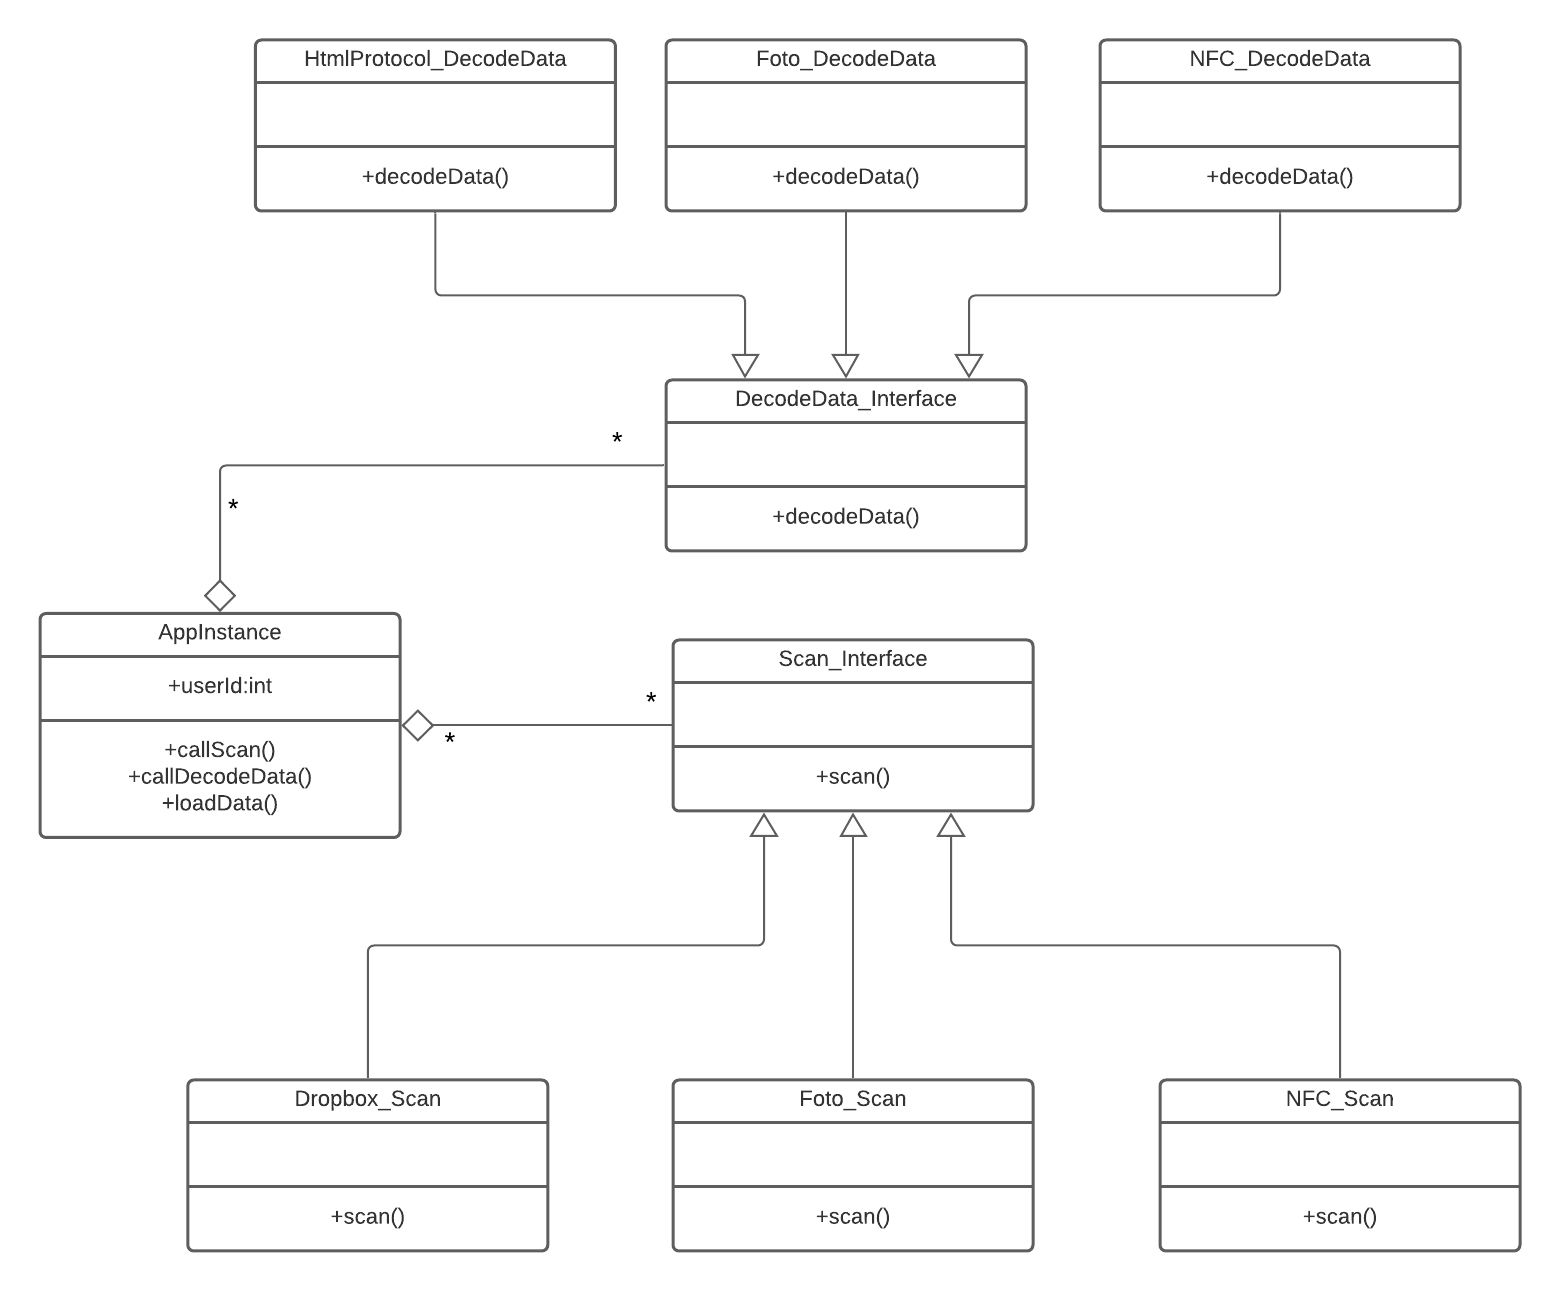 HtmlProtocol_DecodeData
+decodeData()
Foto_DecodeData
+decodeData()
NFC_DecodeData
+decodeData()
DecodeData_Interface
+decodeData()
*
*
AppInstance
+userId:int
+callScan()
+callDecodeData()
+loadData()
*
*
Scan_Interface
+scan()
Dropbox_Scan
+scan()
Foto_Scan
+scan()
NFC_Scan
+scan()